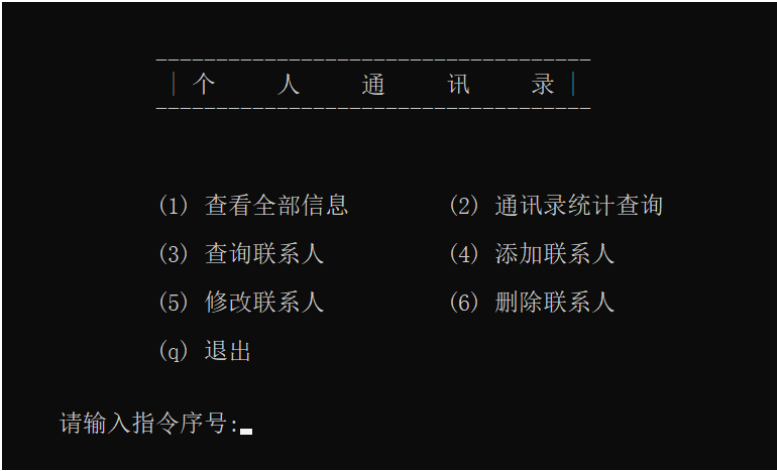 ------------------------------------
| 个 人 通 讯 录 |
------------------------------------
(1) 查看全部信息 (2) 通讯录统计查询
(3) 查询联系人 (4) 添加联系人
(5) 修改联系人 (6) 删除联系人
(q) 退出
请输入指令序号: